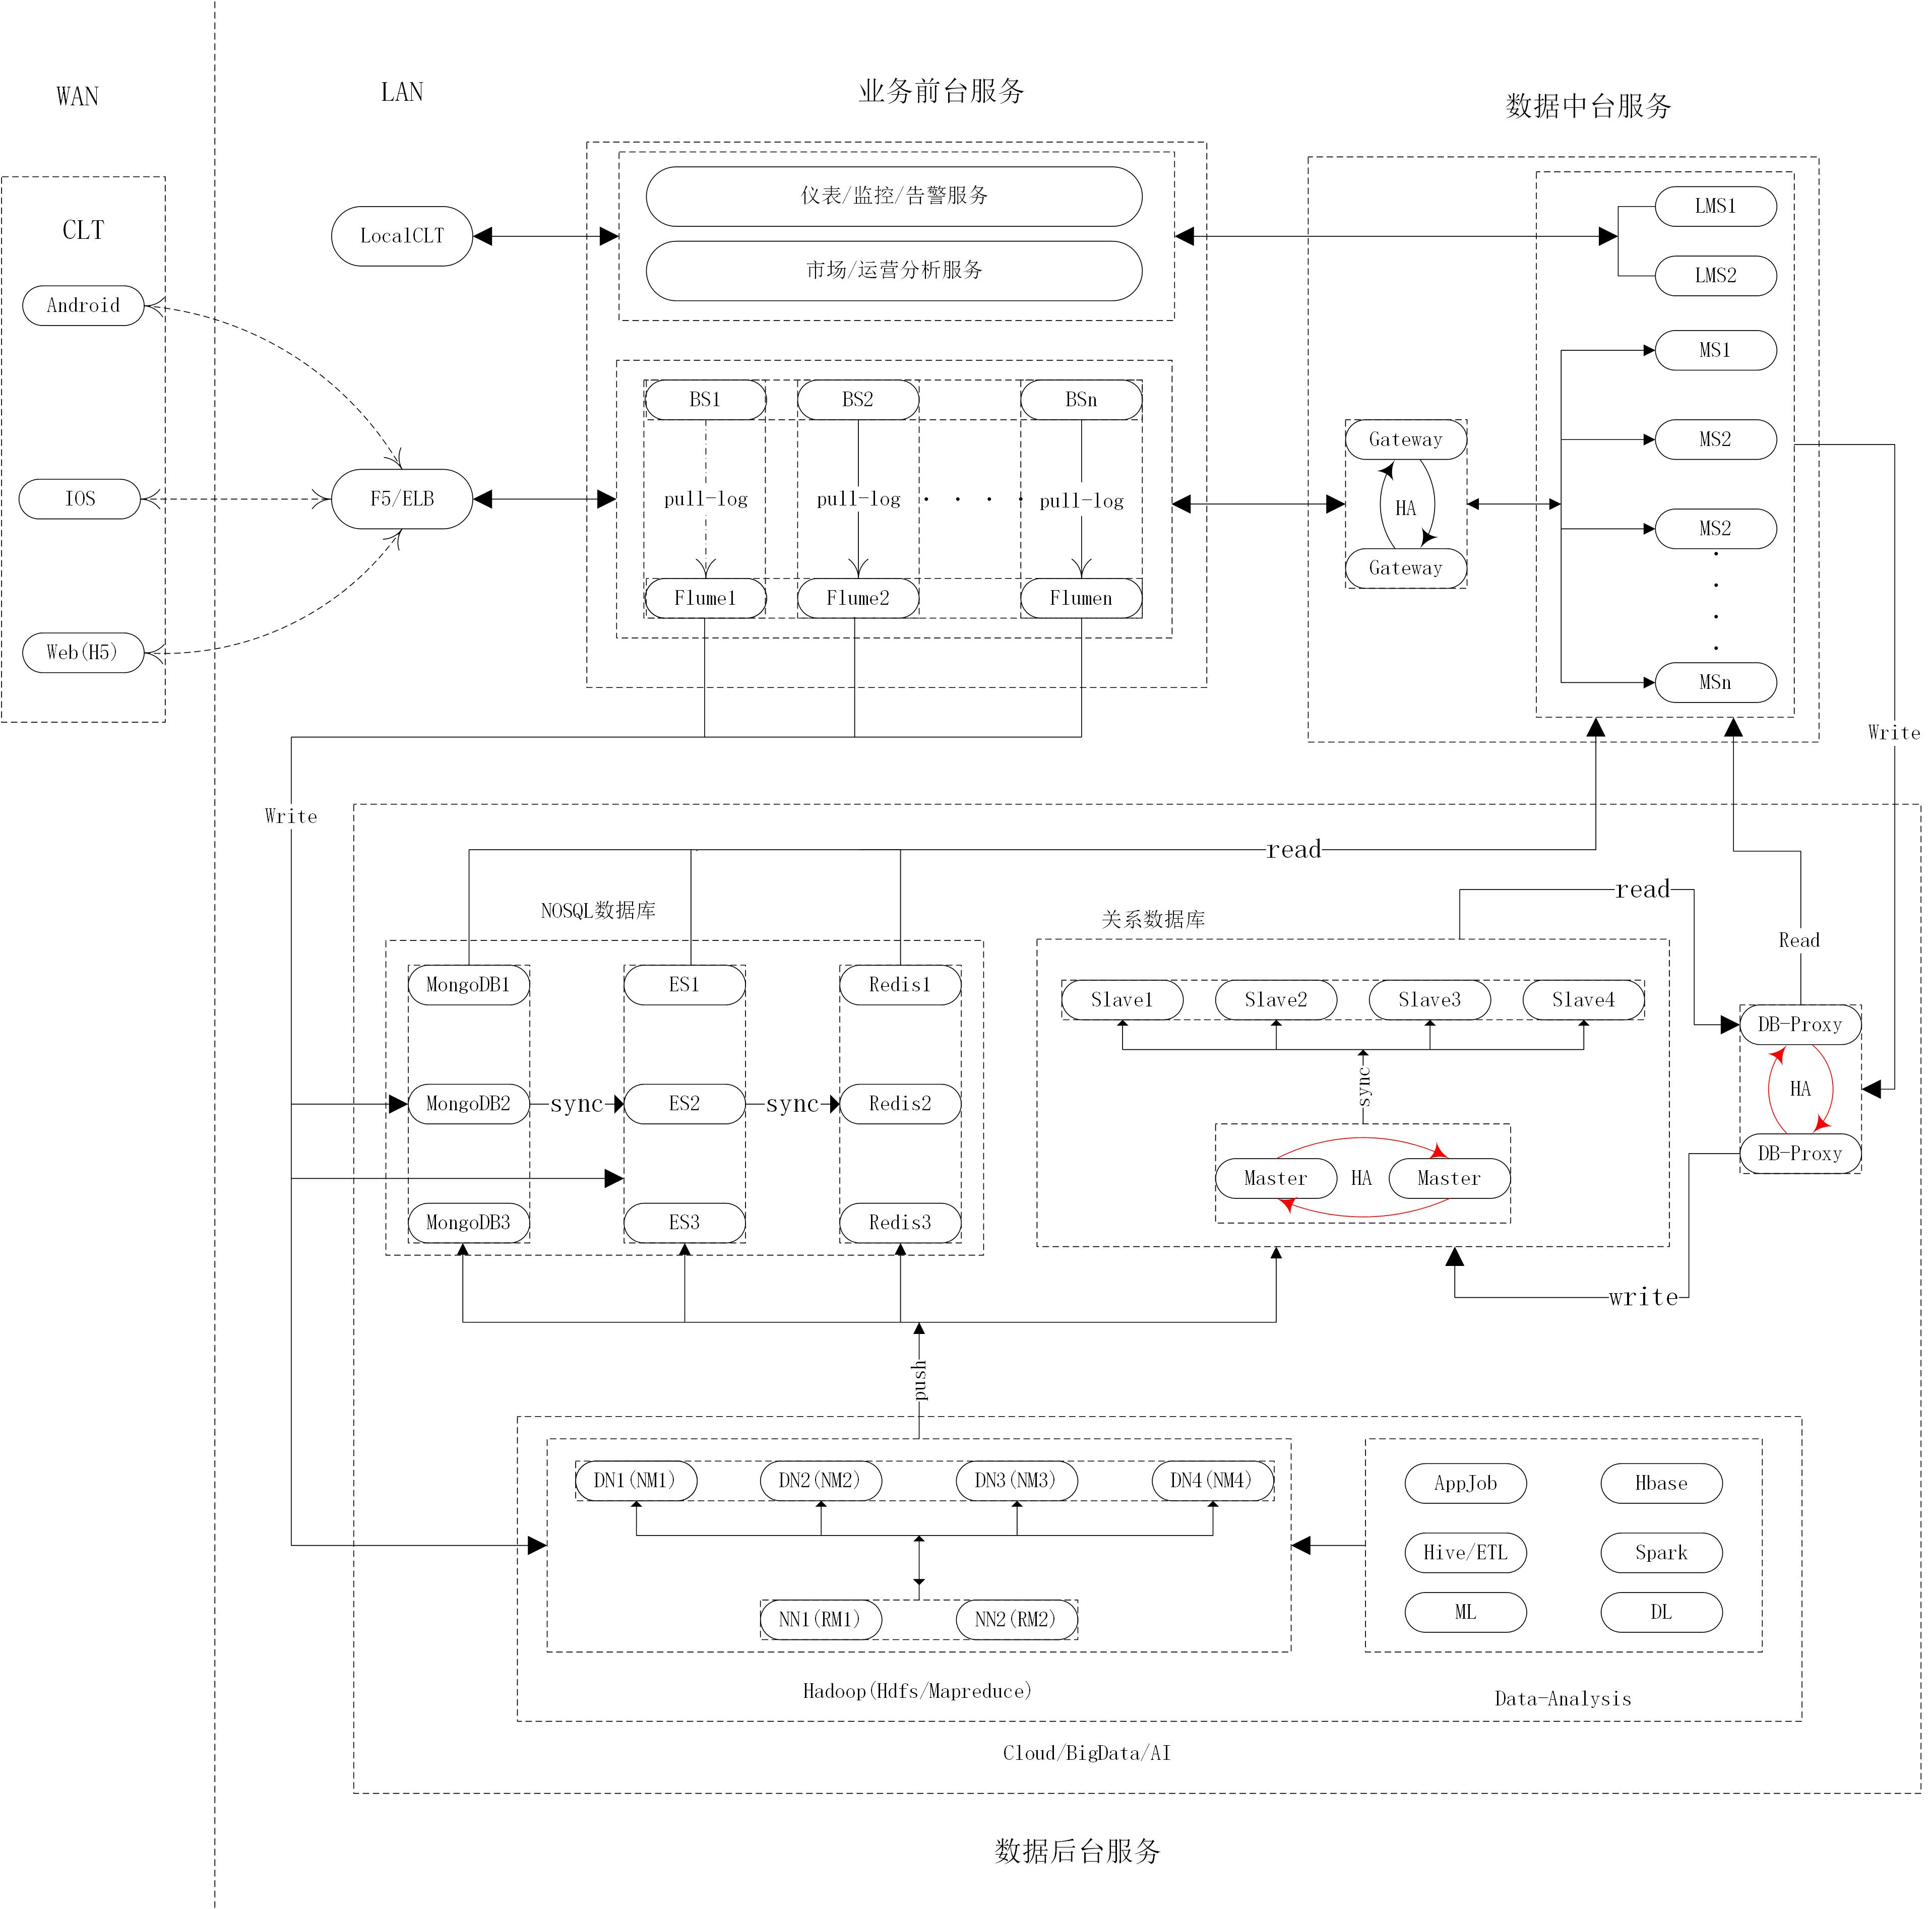 WAN
LAN
业务前台服务
数据中台服务
CLT
Android
IOS
Web(H5)
LocalCLT
F5/ELB
仪表/监控/告警服务
市场/运营分析服务
BS1
BS2
BSn
pull-log
pull-log
. . . .
pull-log
Flume1
Flume2
Flumen
Gateway
HA
Gateway
LMS1
LMS2
MS1
MS2
MS2
.
.
.
.
MSn
Write
Write
read
NOSQL数据库
MongoDB1
ES1
Redis1
MongoDB2
sync
ES2
sync
Redis2
MongoDB3
ES3
Redis3
关系数据库
read
Read
Slave1
Slave2
Slave3
Slave4
sync
Master
HA
Master
DB-Proxy
HA
DB-Proxy
write
push
DN1(NM1)
DN2(NM2)
DN3(NM3)
DN4(NM4)
NN1(RM1)
NN2(RM2)
Hadoop(Hdfs/Mapreduce)
AppJob
Hbase
Hive/ETL
Spark
ML
DL
Data-Analysis
Cloud/BigData/AI
数据后台服务